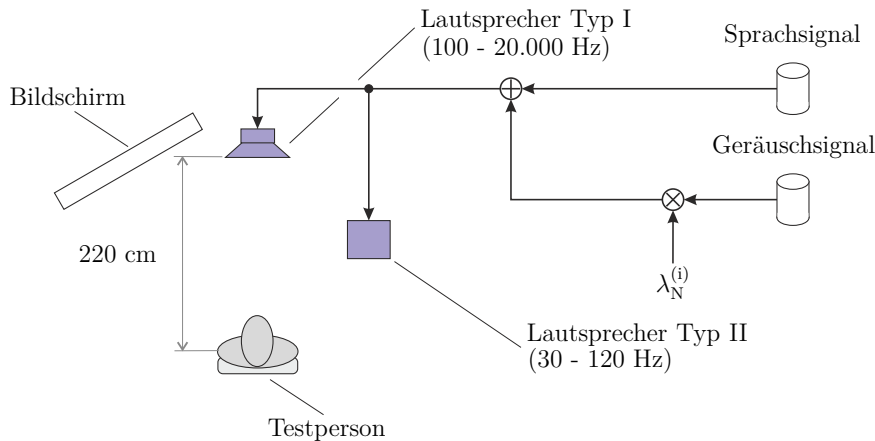 Lautsprecher Typ I
(100 - 20.000 Hz)
Sprachsignal
Bildschirm
Geräuschsignal
220 cm
λ_N^(i)
Lautsprecher Typ II
(30 - 120 Hz)
Testperson